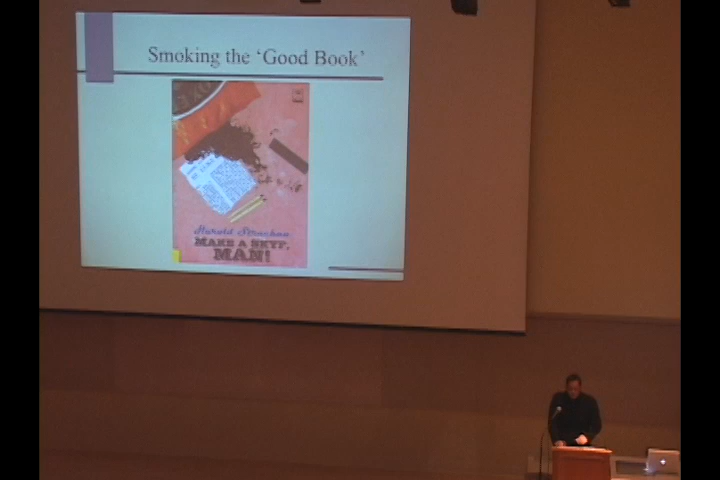 Smoking the ‘Good Book’
Harold Strachan
MAKE A SKYF,
MAN!